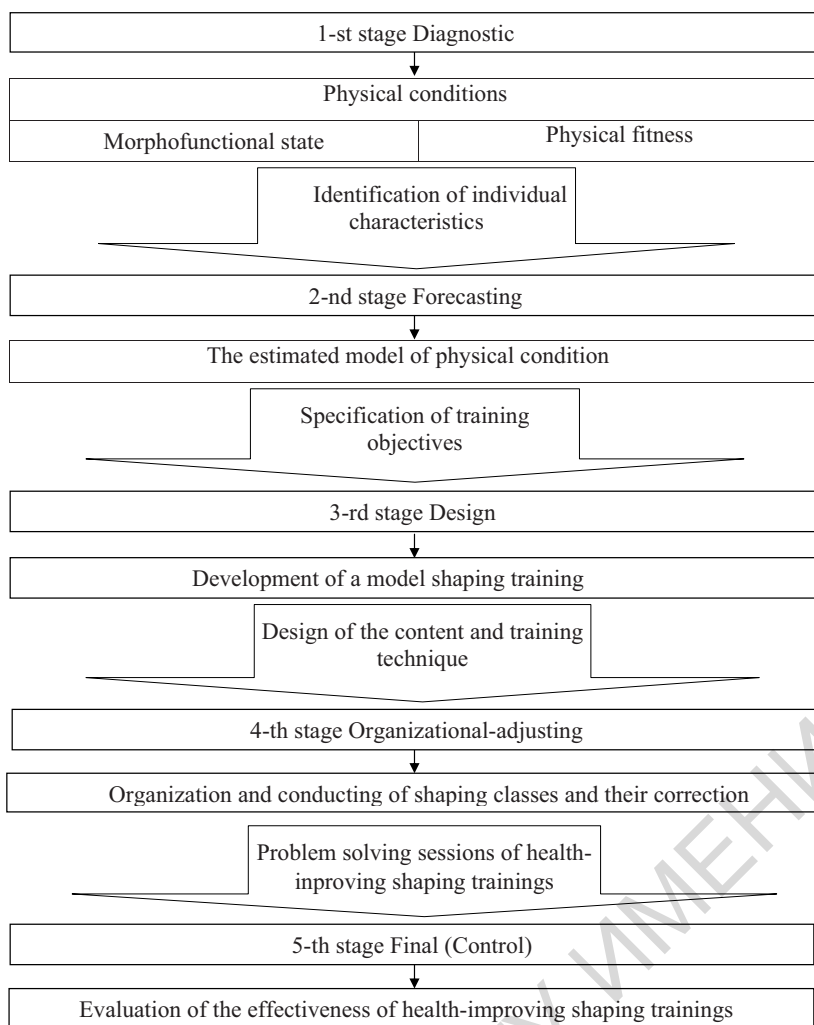 1-st stage Diagnostic
Physical conditions
Morphofunctional state
Physical fitness
Identification of individual
characteristics
2-nd stage Forecasting
The estimated model of physical condition
Specification of training
objectives
3-rd stage Design
Development of a model shaping training
Design of the content and training
technique
4-th stage Organizational-adjusting
Organization and conducting of shaping classes and their correction
Problem solving sessions of health-
inproving shaping trainings
5-th stage Final (Control)
Evaluation of the effectiveness of health-improving shaping trainings